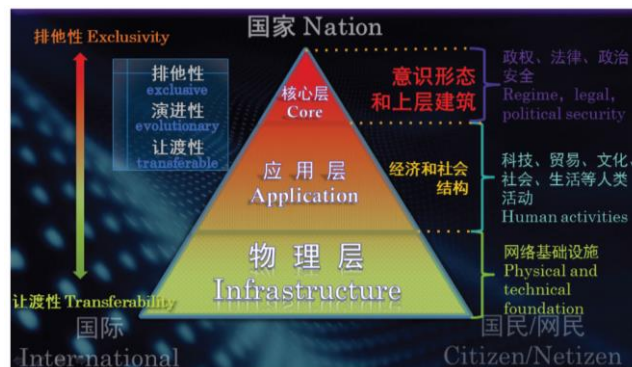 国家 Nation
排他性 Exclusivity
排他性
exclusive
演进性
evolutionary
让渡性
transferable
核心层
Core
意识形态
和上层建筑
政权、法律、政治
安全
Regime, legal,
political security
应用层
Application
经济和社会
结构
科技、贸易、文化、
社会、生活等人类
活动
Human activities
物理层
Infrastructure
网络基础设施
Physical and
technical
foundation
让渡性 Transferability
国际
International
国民/网民
Citizen/Netizen